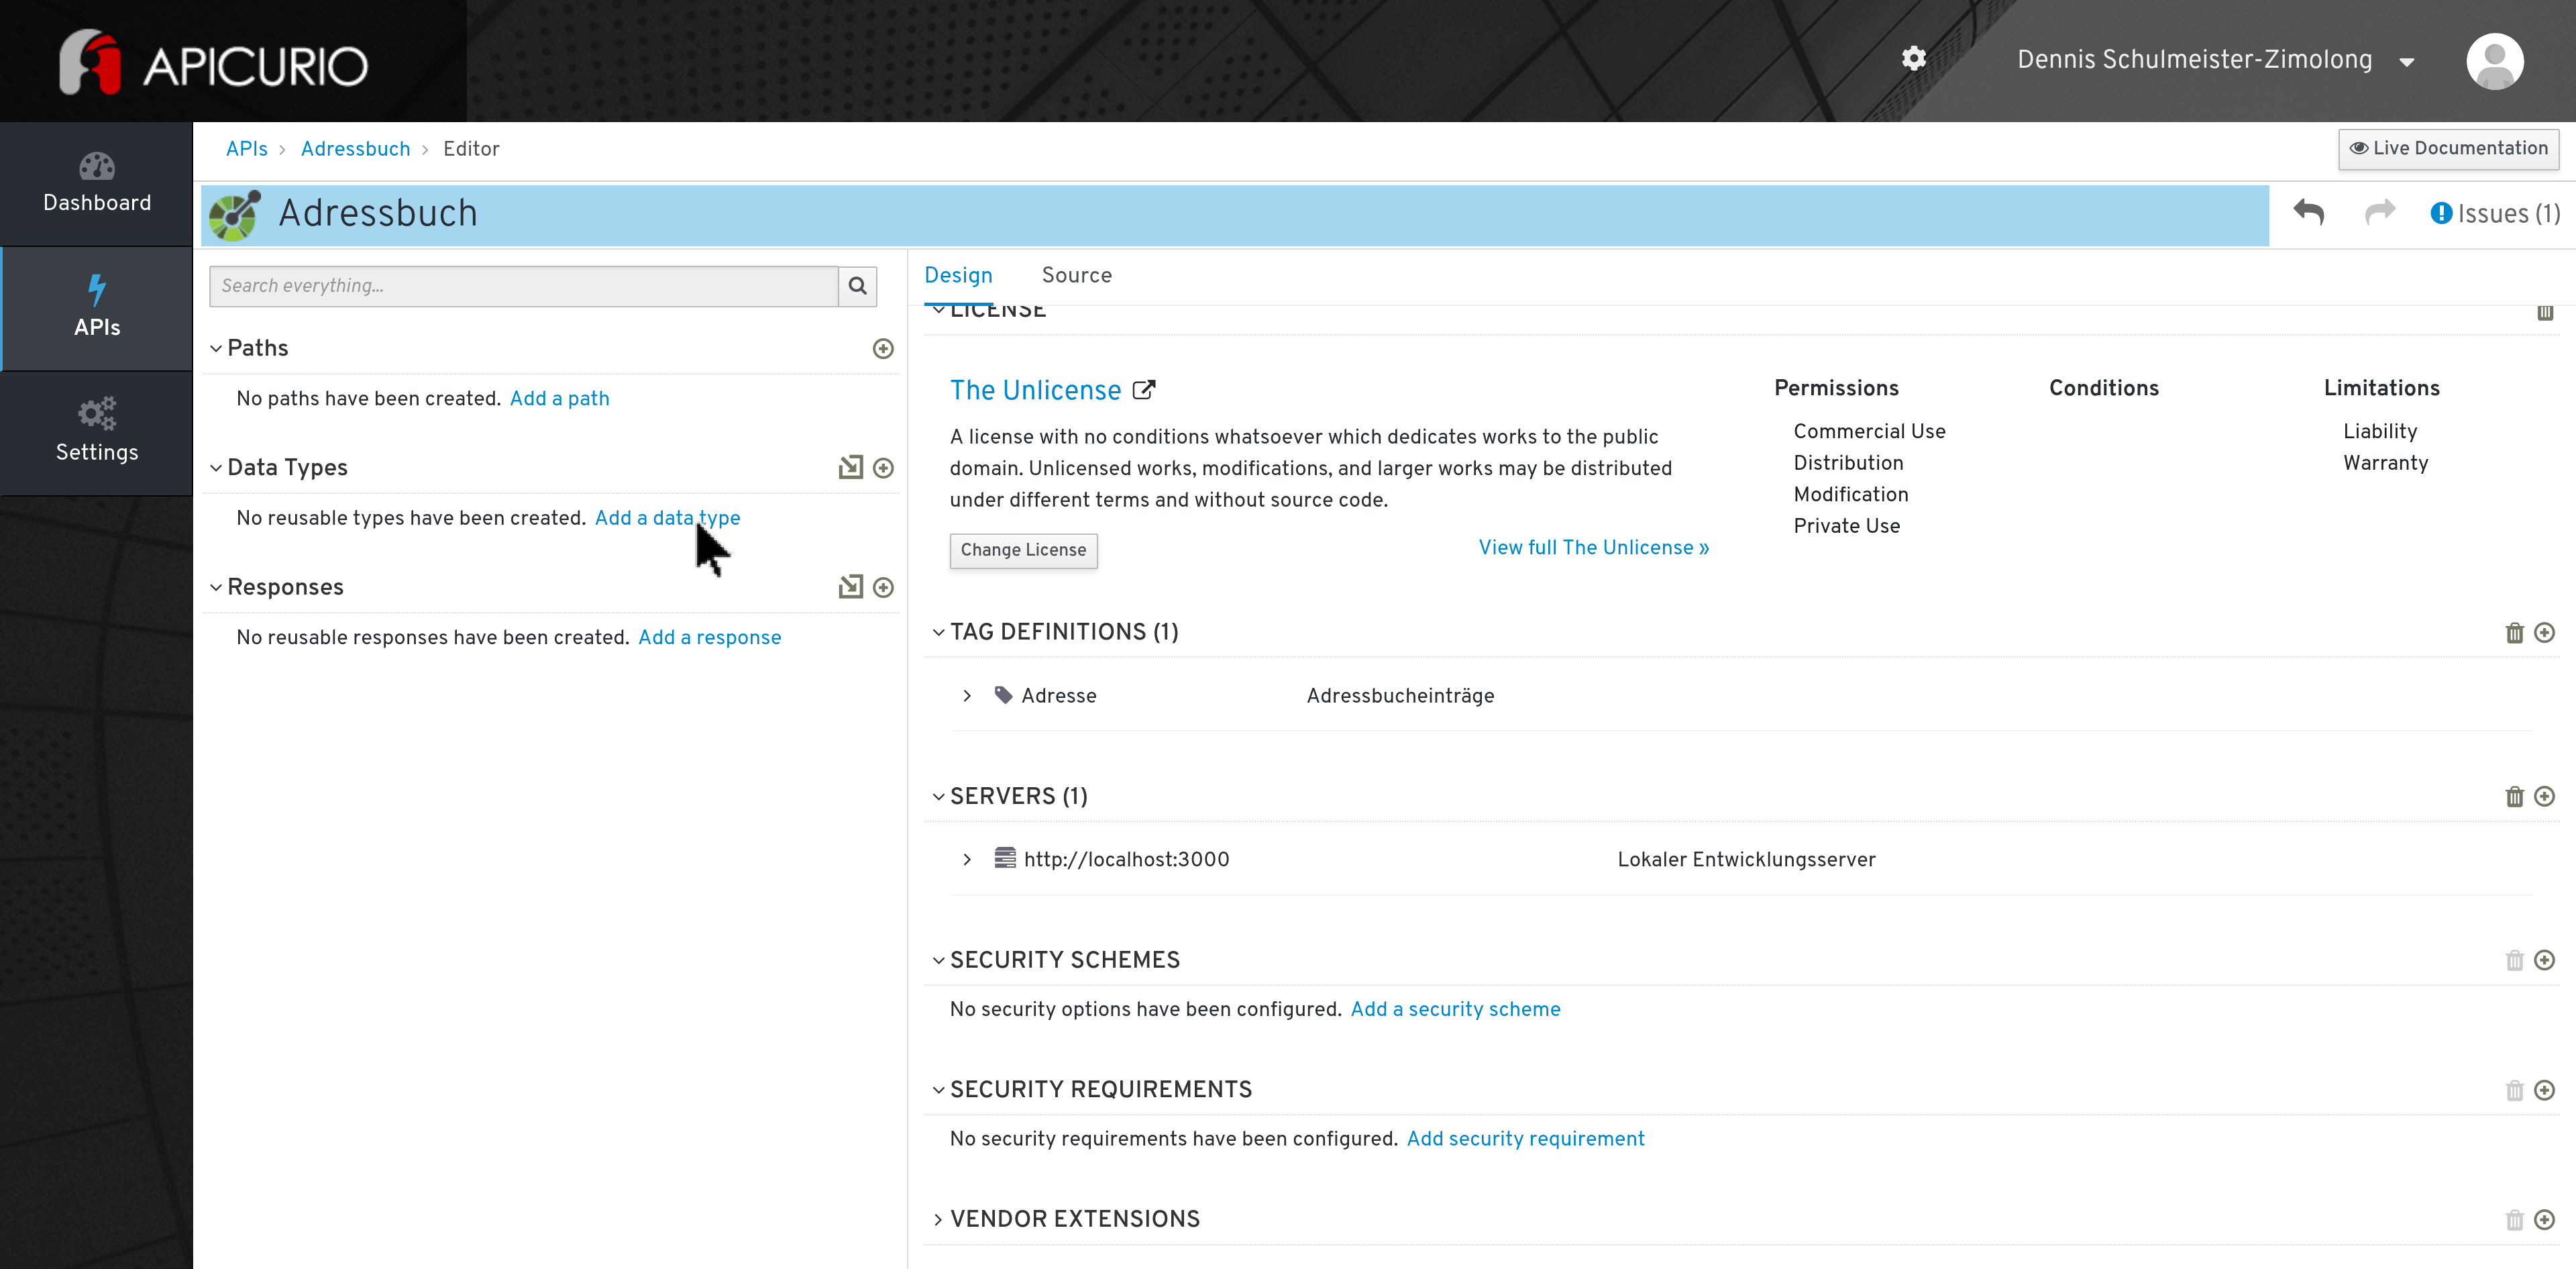 APICURIO
Dennis Schulmeister-Zimolong
Dashboard
APIs
Settings
APIs > Adressbuch > Editor
Live Documentation
Adressbuch
Issues (1)
Search everything...
Paths
No paths have been created. Add a path
Data Types
No reusable types have been created. Add a data type
Responses
No reusable responses have been created. Add a response
Design Source
LICENSE
The Unlicense
A license with no conditions whatsoever which dedicates works to the public
domain. Unlicensed works, modifications, and larger works may be distributed
under different terms and without source code.
Change License
View full The Unlicense »
Permissions
Commercial Use
Distribution
Modification
Private Use
Conditions
Limitations
Liability
Warranty
TAG DEFINITIONS (1)
Adresse Adressbucheinträge
SERVERS (1)
http://localhost:3000 Lokaler Entwicklungsserver
SECURITY SCHEMES
No security options have been configured. Add a security scheme
SECURITY REQUIREMENTS
No security requirements have been configured. Add security requirement
VENDOR EXTENSIONS